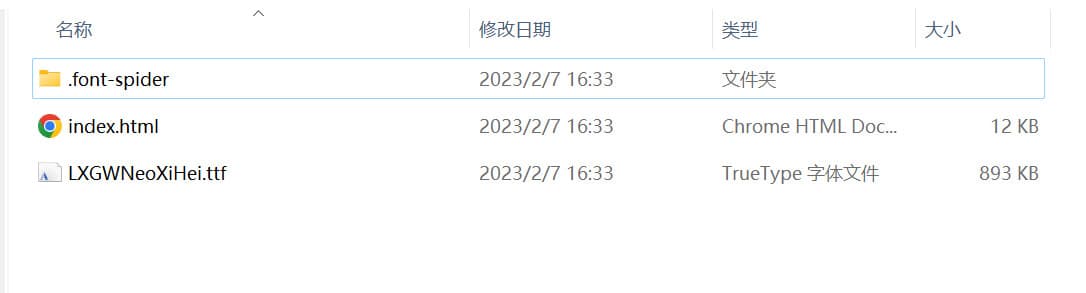 名称 修改日期 类型 大小
.font-spider 2023/2/7 16:33 文件夹
index.html 2023/2/7 16:33 Chrome HTML Doc... 12 KB
LXGWNeoXiHei.ttf 2023/2/7 16:33 TrueType 字体文件 893 KB